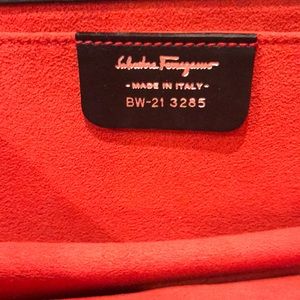 Salvatore Ferragamo
- MADE IN ITALY -
BW-21 3285